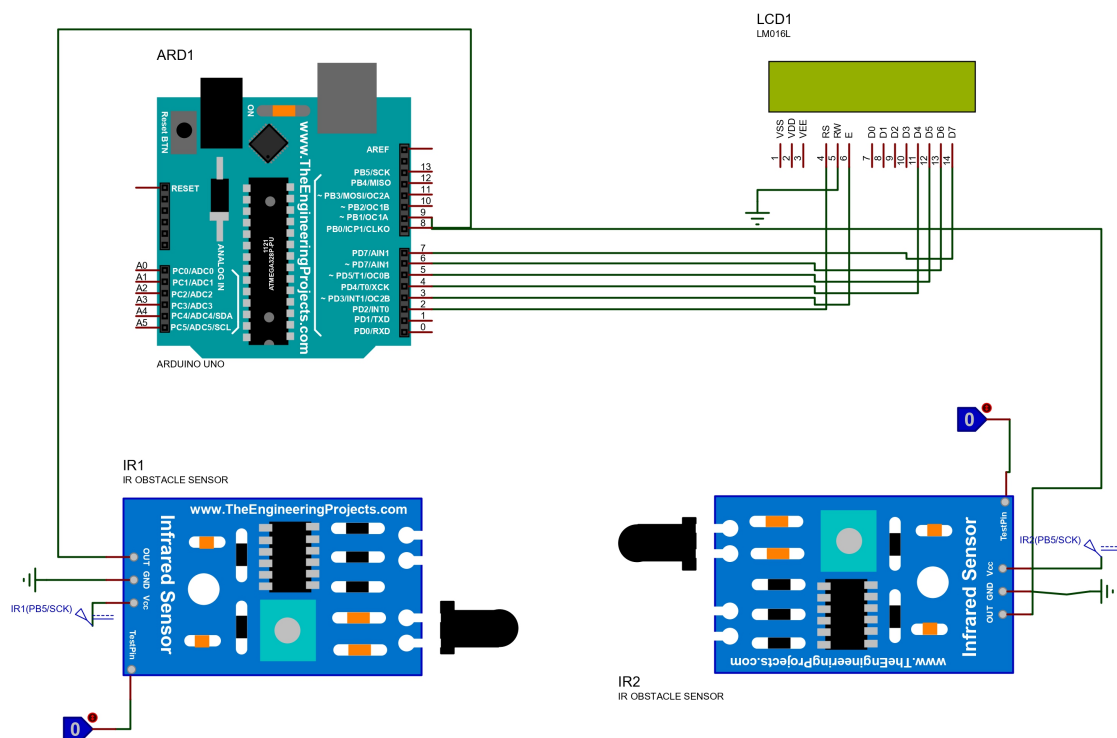 LCD1
LM016L
VSS
VDD
VEE
RS
RW
E
D0
D1
D2
D3
D4
D5
D6
D7
1
2
3
4
5
6
7
8
9
10
11
12
13
14
ARD1
Reset BTN
ON
www.TheEngineeringProjects.com
RESET
ANALOG IN
1121
ATMEGA328P-PU
AREF
PB5/SCK 13
PB4/MISO 12
~ PB3/MOSI/OC2A 11
~ PB2/OC1B 10
~ PB1/OC1A 9
PB0/ICP1/CLKO 8
PD7/AIN1 7
~ PD7/AIN1 6
~ PD5/T1/OC0B 5
PD4/T0/XCK 4
~ PD3/INT1/OC2B 3
PD2/INT0 2
PD1/TXD 1
PD0/RXD 0
A0 PC0/ADC0
A1 PC1/ADC1
A2 PC2/ADC2
A3 PC3/ADC3
A4 PC4/ADC4/SDA
A5 PC5/ADC5/SCL
ARDUINO UNO
IR1
IR OBSTACLE SENSOR
www.TheEngineeringProjects.com
Infrared Sensor
OUT
GND
Vcc
TestPin
IR1(PB5/SCK)
0
0
TestPin
IR2(PB5/SCK)
Vcc
GND
OUT
Infrared Sensor
www.TheEngineeringProjects.com
IR2
IR OBSTACLE SENSOR